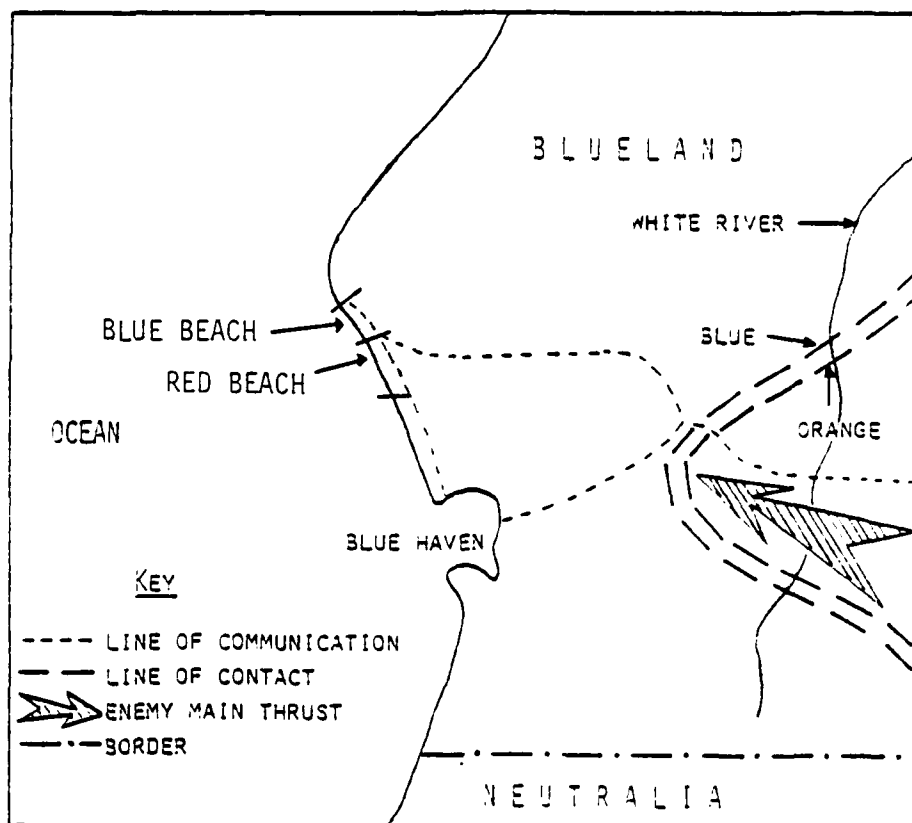 BLUELAND
WHITE RIVER
BLUE BEACH
BLUE
RED BEACH
OCEAN
ORANGE
BLUE HAVEN
KEY
LINE OF COMMUNICATION
LINE OF CONTACT
ENEMY MAIN THRUST
BORDER
NEUTRALIA